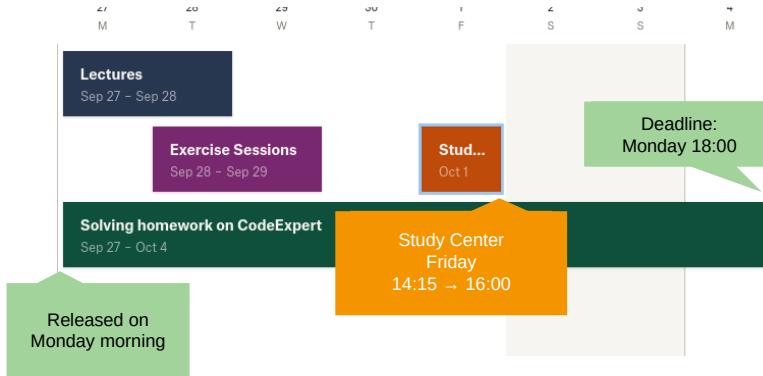 27 28 29 30 1 2 3 4
M T W T F S S M
Lectures
Sep 27 – Sep 28
Exercise Sessions
Sep 28 – Sep 29
Stud...
Oct 1
Deadline:
Monday 18:00
Solving homework on CodeExpert
Sep 27 – Oct 4
Study Center
Friday
14:15 → 16:00
Released on
Monday morning